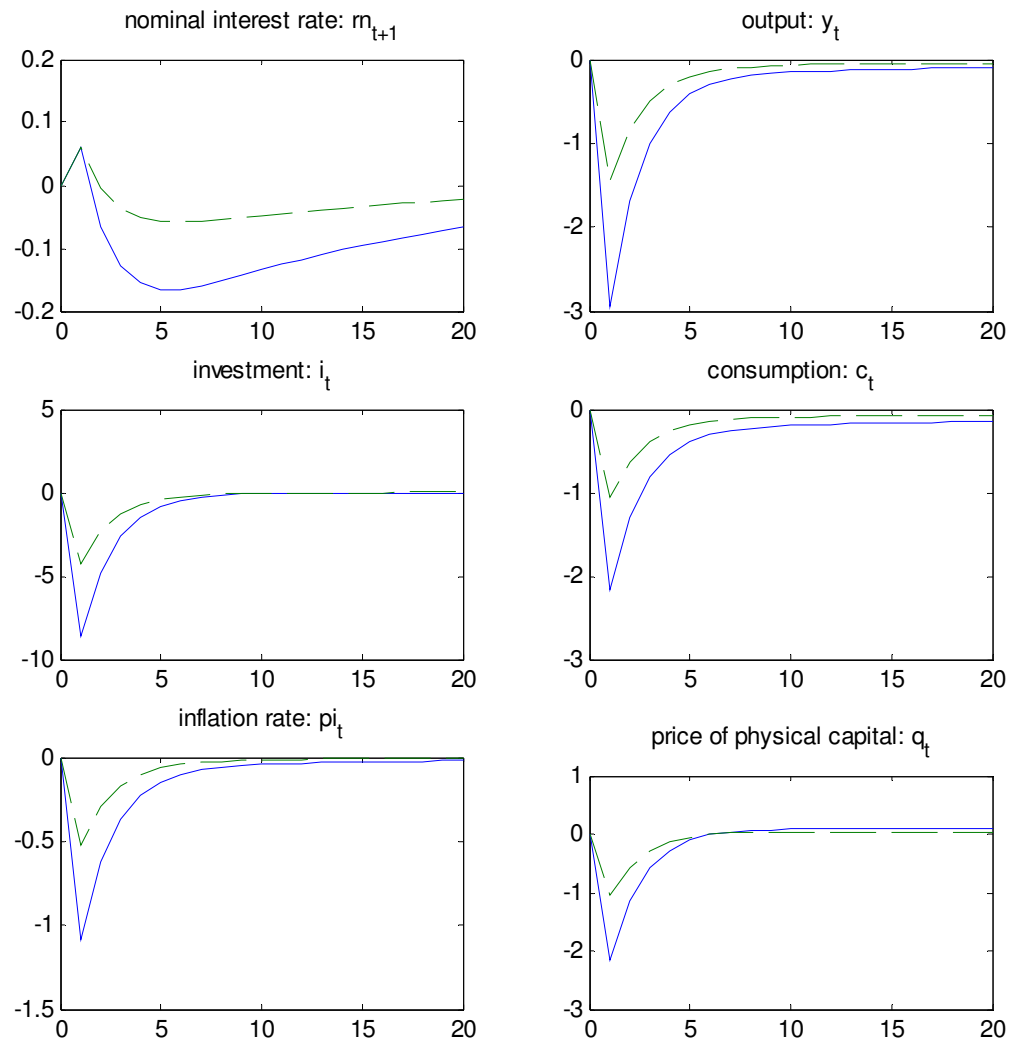 nominal interest rate: rn_{t+1}
0.2
0.1
0
-0.1
-0.2
0 5 10 15 20
output: y_t
0
-1
-2
-3
0 5 10 15 20
investment: i_t
5
0
-5
-10
0 5 10 15 20
consumption: c_t
0
-1
-2
-3
0 5 10 15 20
inflation rate: pi_t
0
-0.5
-1
-1.5
0 5 10 15 20
price of physical capital: q_t
1
0
-1
-2
-3
0 5 10 15 20